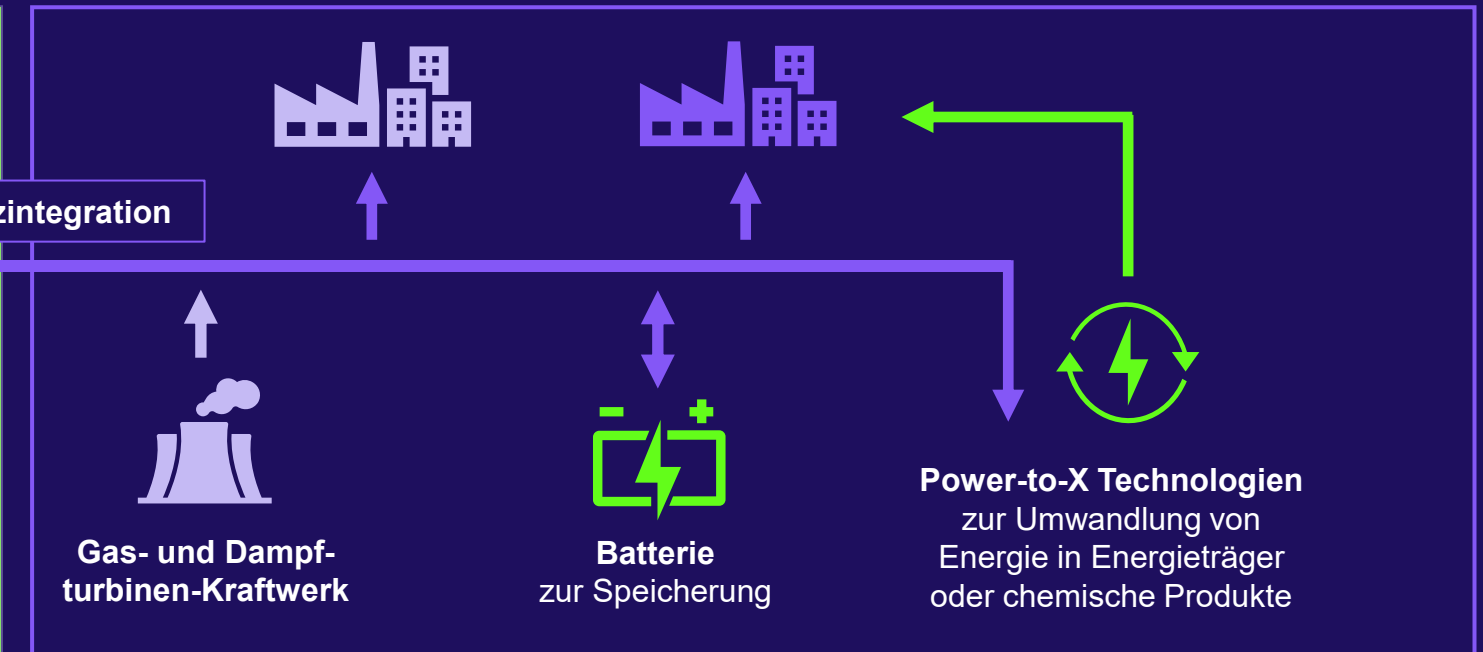 zintegration
Gas- und Dampf-
turbinen-Kraftwerk
Batterie
zur Speicherung
Power-to-X Technologien
zur Umwandlung von
Energie in Energieträger
oder chemische Produkte